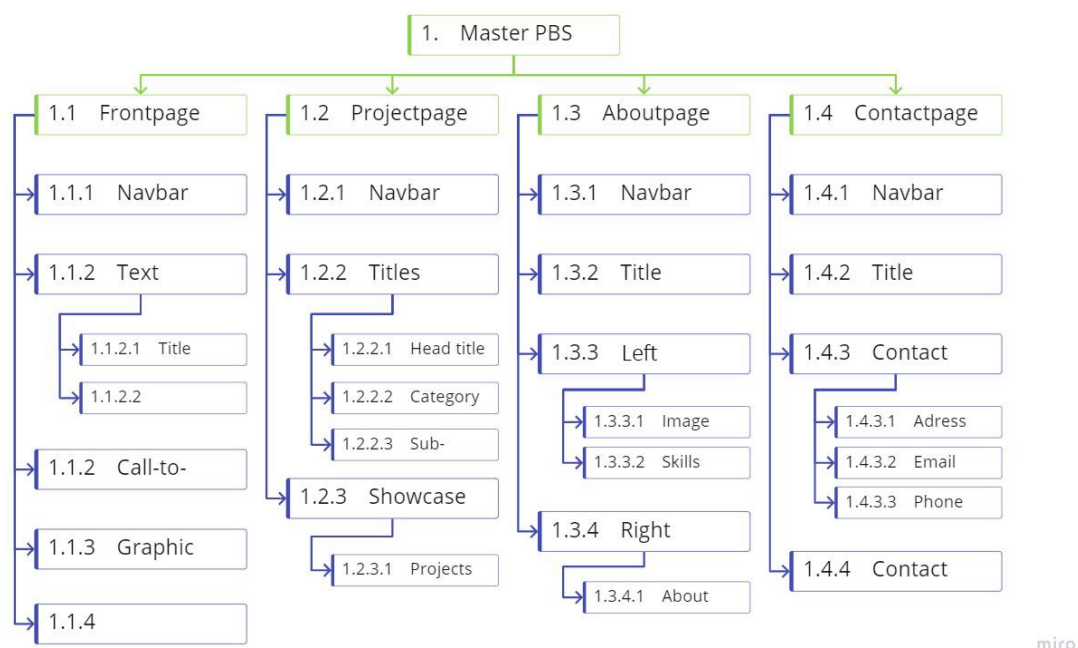 1. Master PBS
1.1 Frontpage
1.1.1 Navbar
1.1.2 Text
1.1.2.1 Title
1.1.2.2
1.1.2 Call-to-
1.1.3 Graphic
1.1.4
1.2 Projectpage
1.2.1 Navbar
1.2.2 Titles
1.2.2.1 Head title
1.2.2.2 Category
1.2.2.3 Sub-
1.2.3 Showcase
1.2.3.1 Projects
1.3 Aboutpage
1.3.1 Navbar
1.3.2 Title
1.3.3 Left
1.3.3.1 Image
1.3.3.2 Skills
1.3.4 Right
1.3.4.1 About
1.4 Contactpage
1.4.1 Navbar
1.4.2 Title
1.4.3 Contact
1.4.3.1 Adress
1.4.3.2 Email
1.4.3.3 Phone
1.4.4 Contact
miro